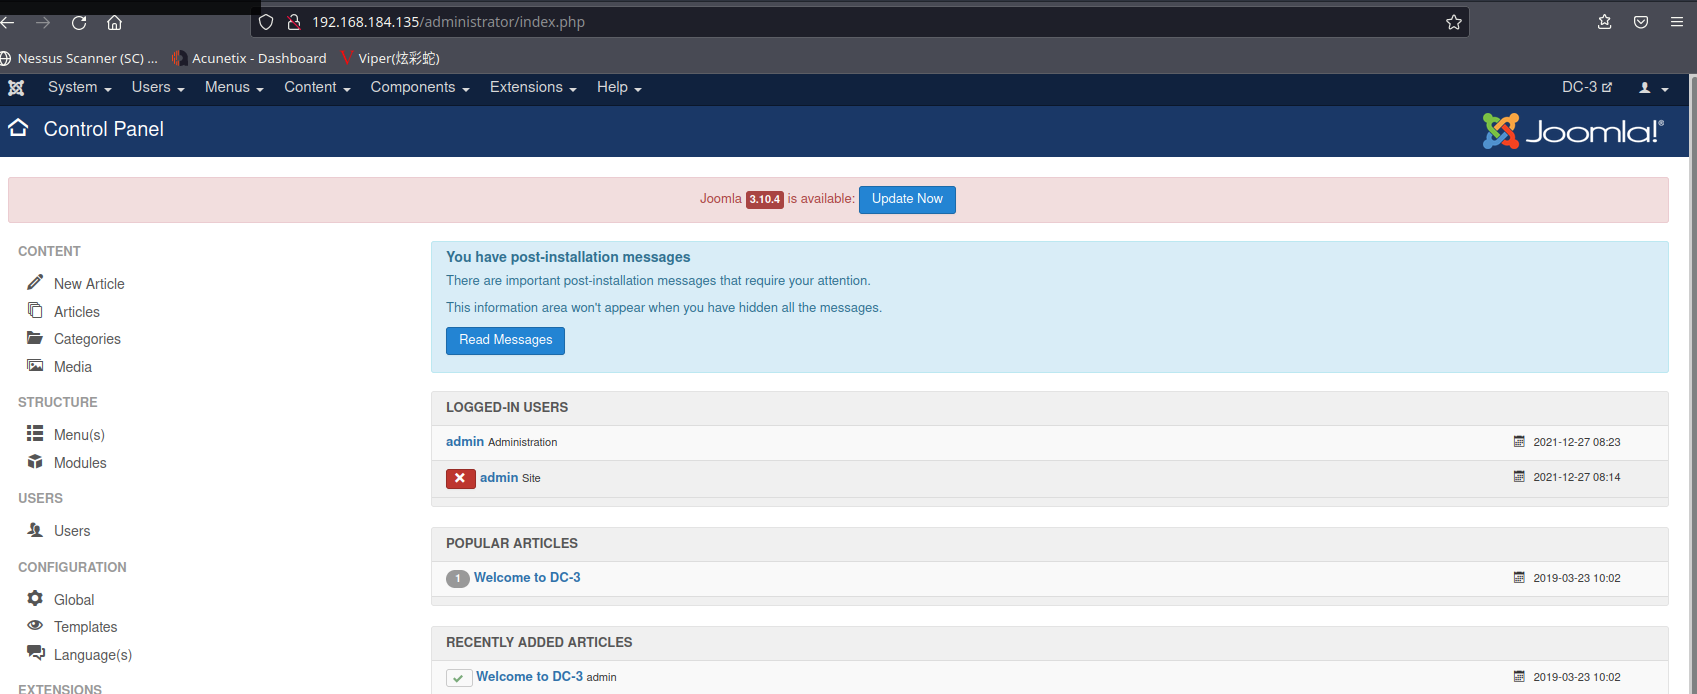 192.168.184.135/administrator/index.php
Nessus Scanner (SC) ... Acunetix - Dashboard Viper(炫彩蛇)
System Users Menus Content Components Extensions Help DC-3
Control Panel Joomla!®
Joomla 3.10.4 is available: Update Now
CONTENT
New Article
Articles
Categories
Media
STRUCTURE
Menu(s)
Modules
USERS
Users
CONFIGURATION
Global
Templates
Language(s)
EXTENSIONS
You have post-installation messages
There are important post-installation messages that require your attention.
This information area won't appear when you have hidden all the messages.
Read Messages
LOGGED-IN USERS
admin Administration 2021-12-27 08:23
admin Site 2021-12-27 08:14
POPULAR ARTICLES
1 Welcome to DC-3 2019-03-23 10:02
RECENTLY ADDED ARTICLES
Welcome to DC-3 admin 2019-03-23 10:02